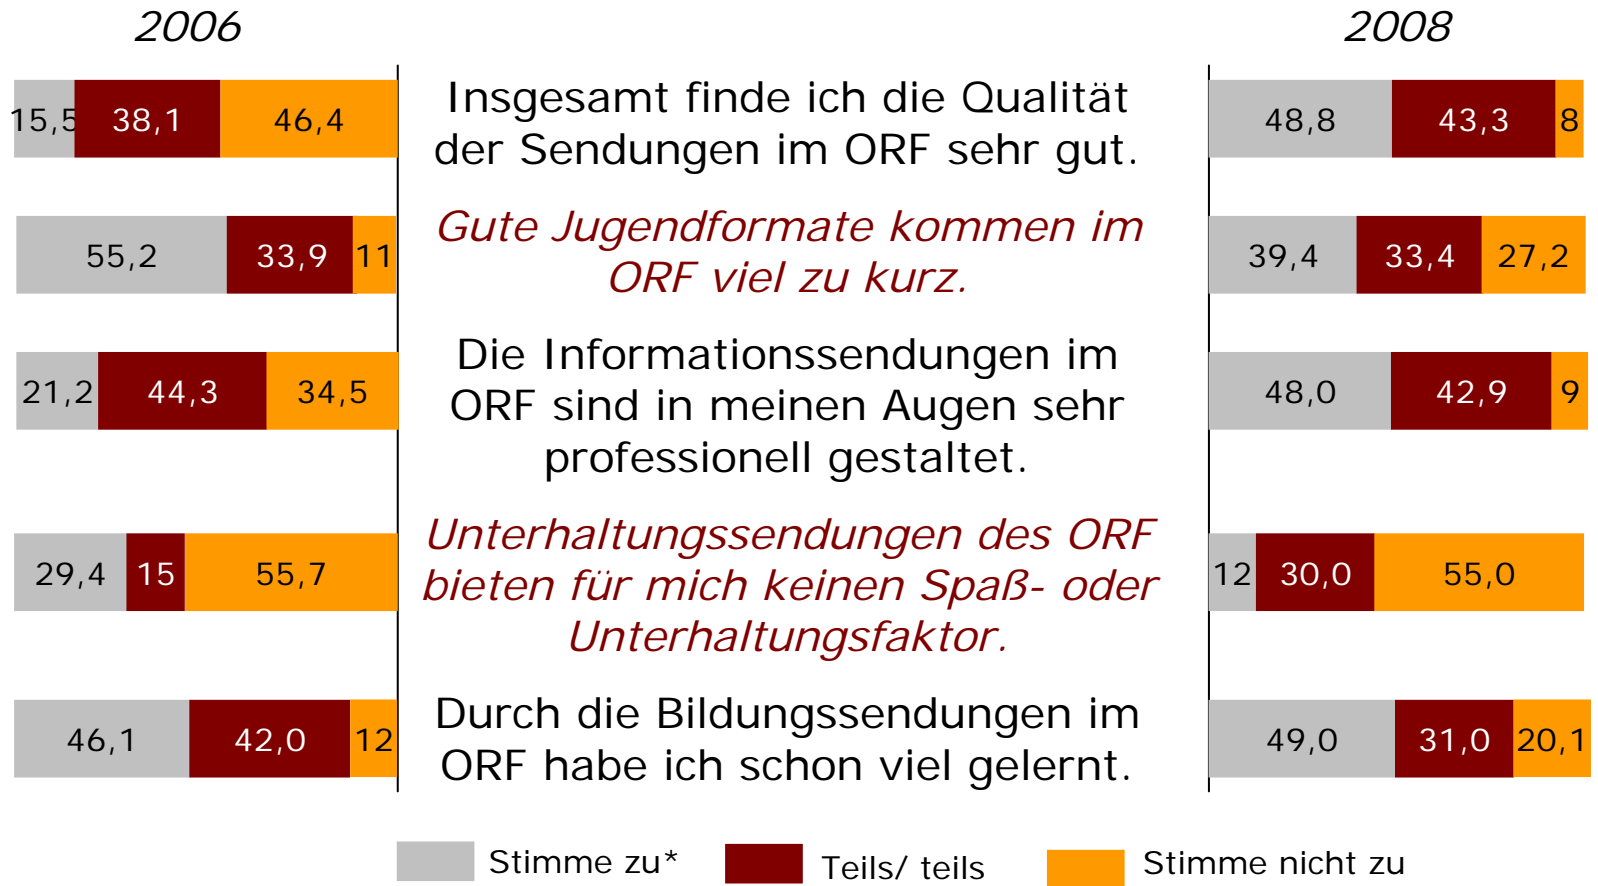 2006
2008
15,5 38,1 46,4
Insgesamt finde ich die Qualität
der Sendungen im ORF sehr gut.
48,8 43,3 8
55,2 33,9 11
Gute Jugendformate kommen im
ORF viel zu kurz.
39,4 33,4 27,2
21,2 44,3 34,5
Die Informationssendungen im
ORF sind in meinen Augen sehr
professionell gestaltet.
48,0 42,9 9
29,4 15 55,7
Unterhaltungssendungen des ORF
bieten für mich keinen Spaß- oder
Unterhaltungsfaktor.
12 30,0 55,0
46,1 42,0 12
Durch die Bildungssendungen im
ORF habe ich schon viel gelernt.
49,0 31,0 20,1
Stimme zu*
Teils/ teils
Stimme nicht zu